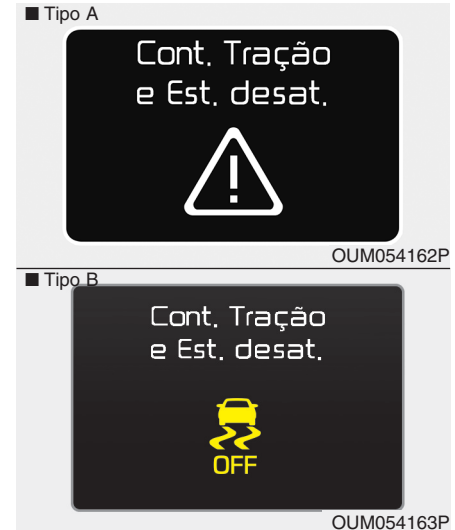 ■ Tipo A
Cont. Tração
e Est. desat.
!
OUM054162P
■ Tipo B
Cont. Tração
e Est. desat.
OFF
OUM054163P